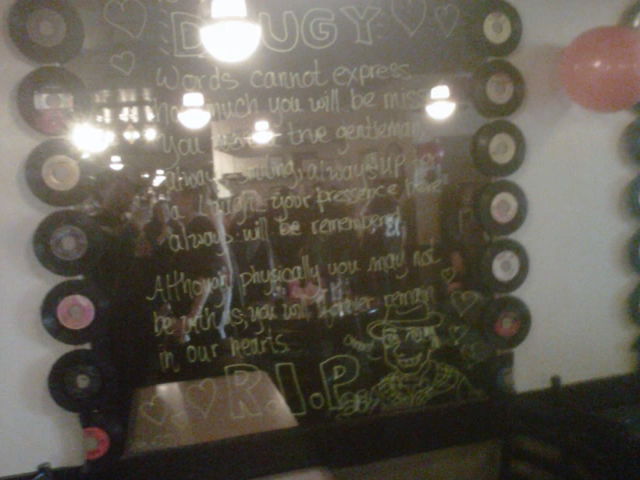 DOUGY
Words cannot express
how much you will be missed
you were a true gentleman
always smiling, always UP for
a laugh, your pressence here
always will be remembered
Although physically you may not
be with us, you will forever remain
in our hearts.
R.I.P